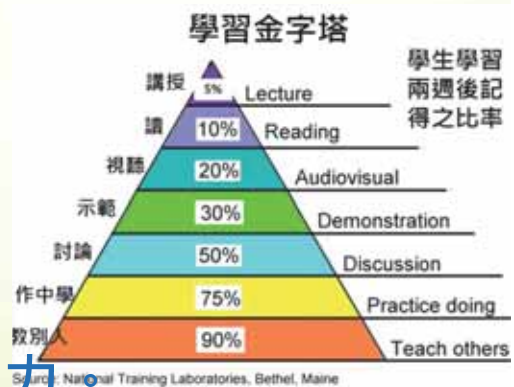 學習金字塔
學生學習
兩週後記
得之比率
講授 5% Lecture
讀 10% Reading
視聽 20% Audiovisual
示範 30% Demonstration
討論 50% Discussion
作中學 75% Practice doing
教別人 90% Teach others
力。
Source: National Training Laboratories, Bethel, Maine